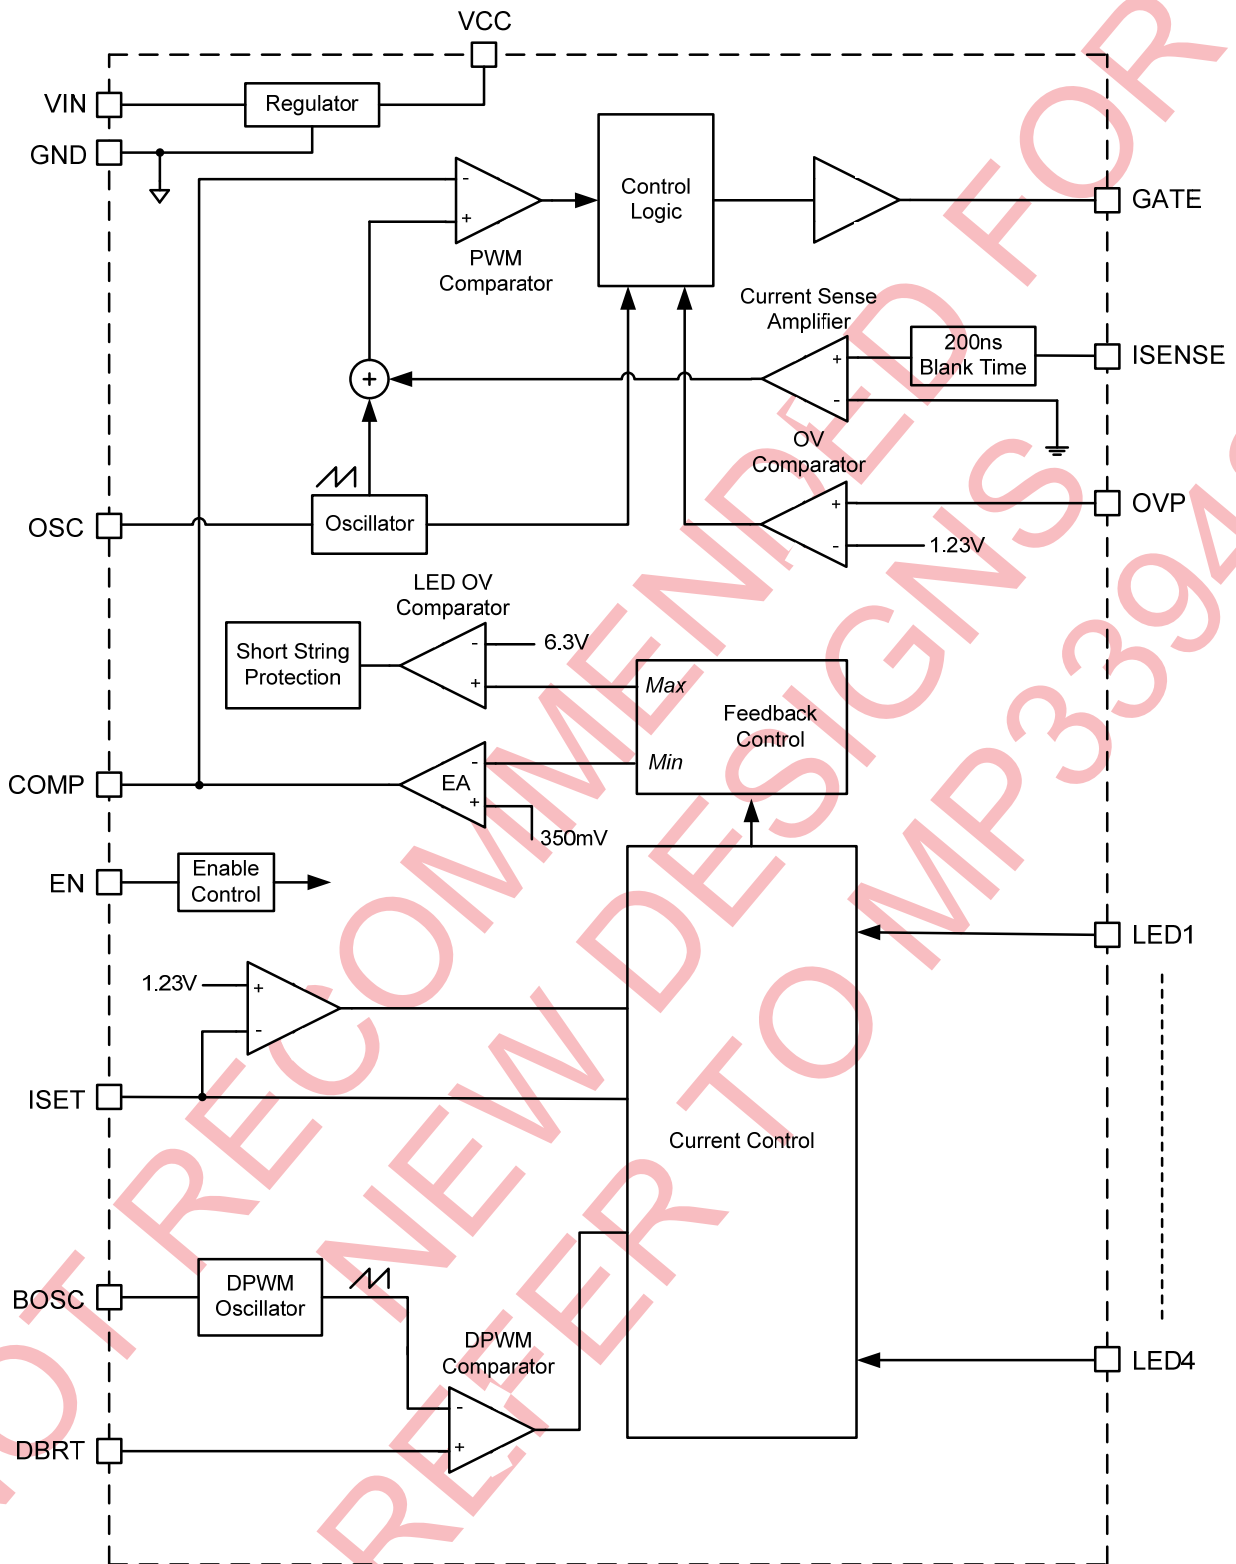 VCC
VIN
Regulator
GND
-
+
PWM
Comparator
Control
Logic
GATE
Current Sense
Amplifier
+
-
200ns
Blank Time
ISENSE
+
OV
Comparator
+
-
1.23V
OVP
OSC
Oscillator
LED OV
Comparator
Short String
Protection
-
+
6.3V
Max
Min
Feedback
Control
COMP
EA
-
+
350mV
EN
Enable
Control
LED1
1.23V
+
-
ISET
Current Control
BOSC
DPWM
Oscillator
DPWM
Comparator
-
+
LED4
DBRT
NOT RECOMMENDED FOR
NEW DESIGNS
REFER TO MP3394